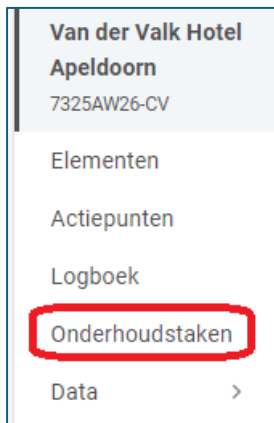 Van der Valk Hotel
Apeldoorn
7325AW26-CV
Elementen
Actiepunten
Logboek
Onderhoudstaken
Data